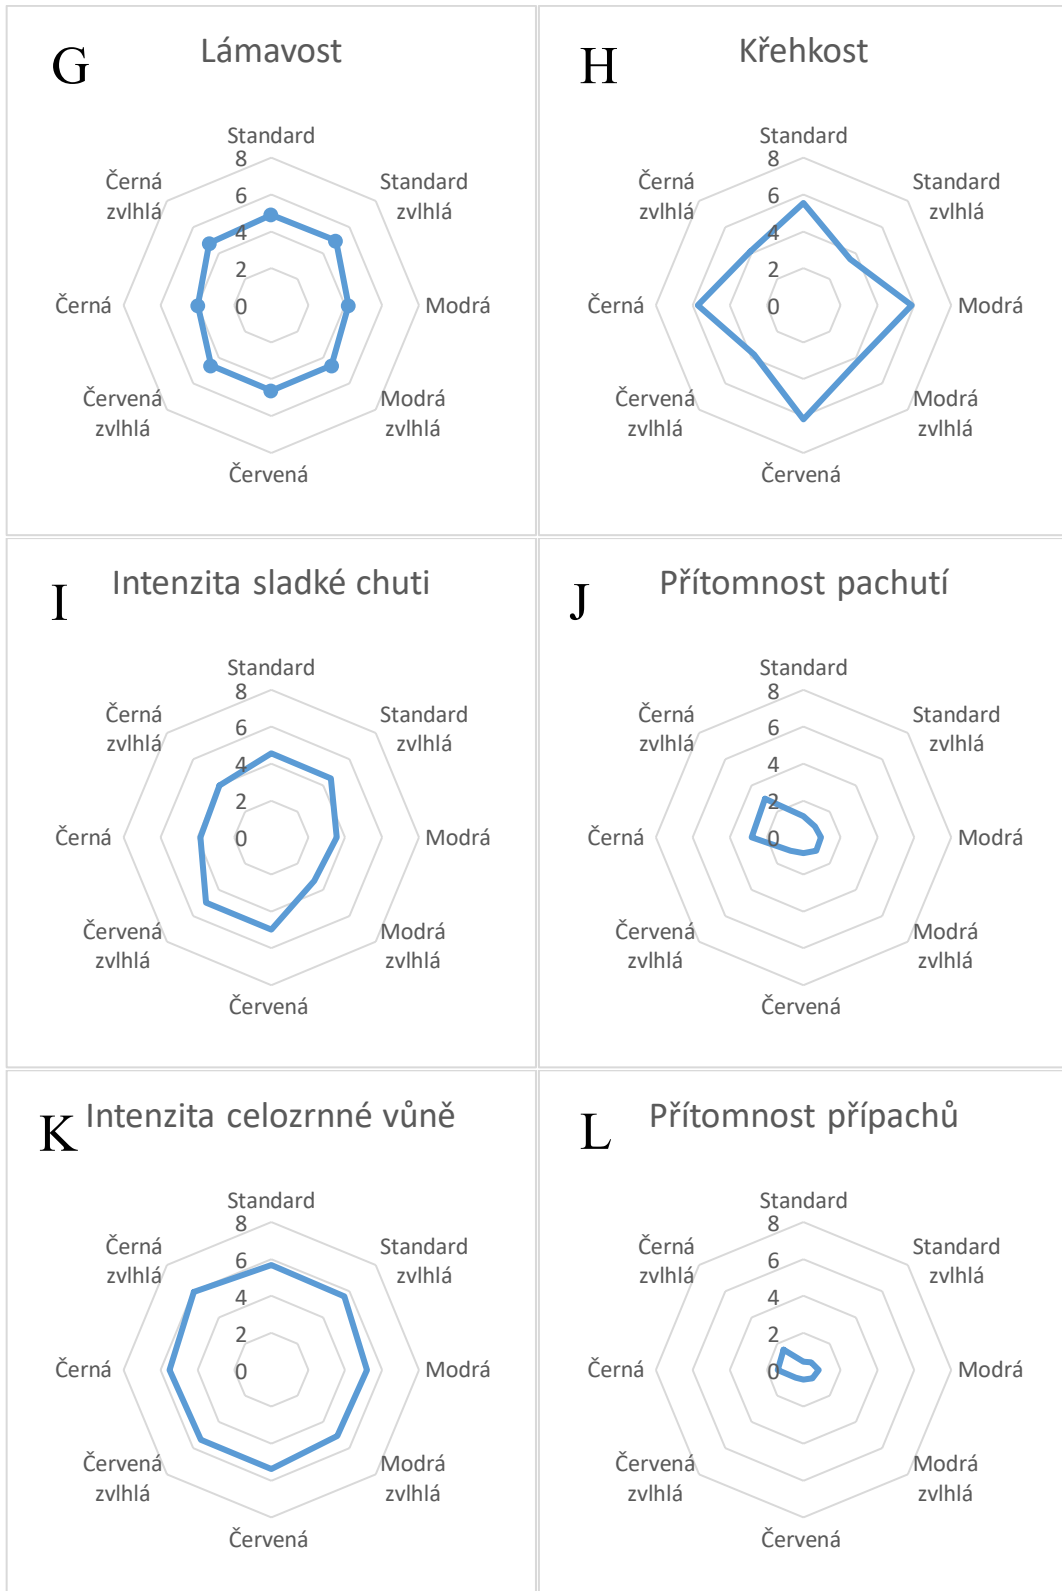 G
Lámavost
Standard
Standard
zvlhlá
Modrá
Modrá
zvlhlá
Červená
Červená
zvlhlá
Černá
Černá
zvlhlá
8
6
4
2
0
H
Křehkost
Standard
Standard
zvlhlá
Modrá
Modrá
zvlhlá
Červená
Červená
zvlhlá
Černá
Černá
zvlhlá
8
6
4
2
0
I
Intenzita sladké chuti
Standard
Standard
zvlhlá
Modrá
Modrá
zvlhlá
Červená
Červená
zvlhlá
Černá
Černá
zvlhlá
8
6
4
2
0
J
Přítomnost pachutí
Standard
Standard
zvlhlá
Modrá
Modrá
zvlhlá
Červená
Červená
zvlhlá
Černá
Černá
zvlhlá
8
6
4
2
0
K
Intenzita celozrnné vůně
Standard
Standard
zvlhlá
Modrá
Modrá
zvlhlá
Červená
Červená
zvlhlá
Černá
Černá
zvlhlá
8
6
4
2
0
L
Přítomnost přípachů
Standard
Standard
zvlhlá
Modrá
Modrá
zvlhlá
Červená
Červená
zvlhlá
Černá
Černá
zvlhlá
8
6
4
2
0